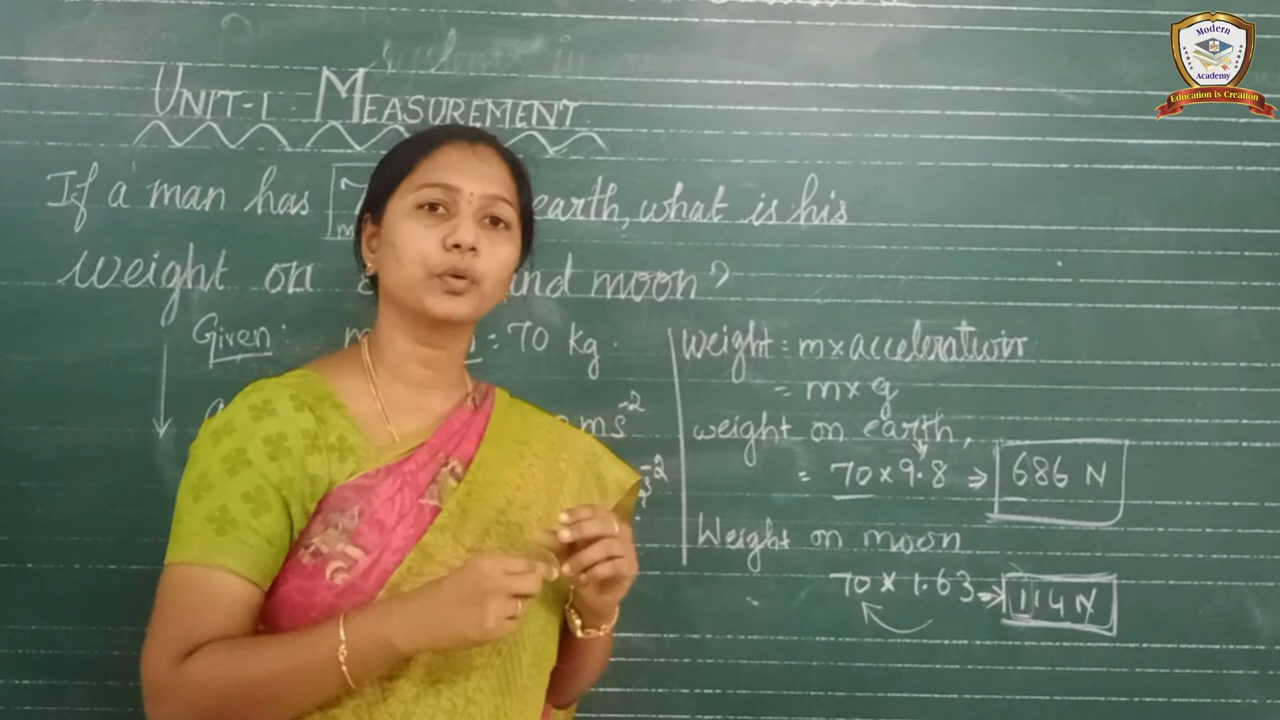 Modern
Academy
Education is Creation
UNIT-1 : MEASUREMENT
If a man has earth, what is his
weight on and moon?
Given: : 70 kg.
ms⁻²
Weight = m x acceleration
= m x g
weight on earth,
= 70 x 9.8 ⇒ 686 N
Weight on moon
70 x 1.63 ⇒ 114 N